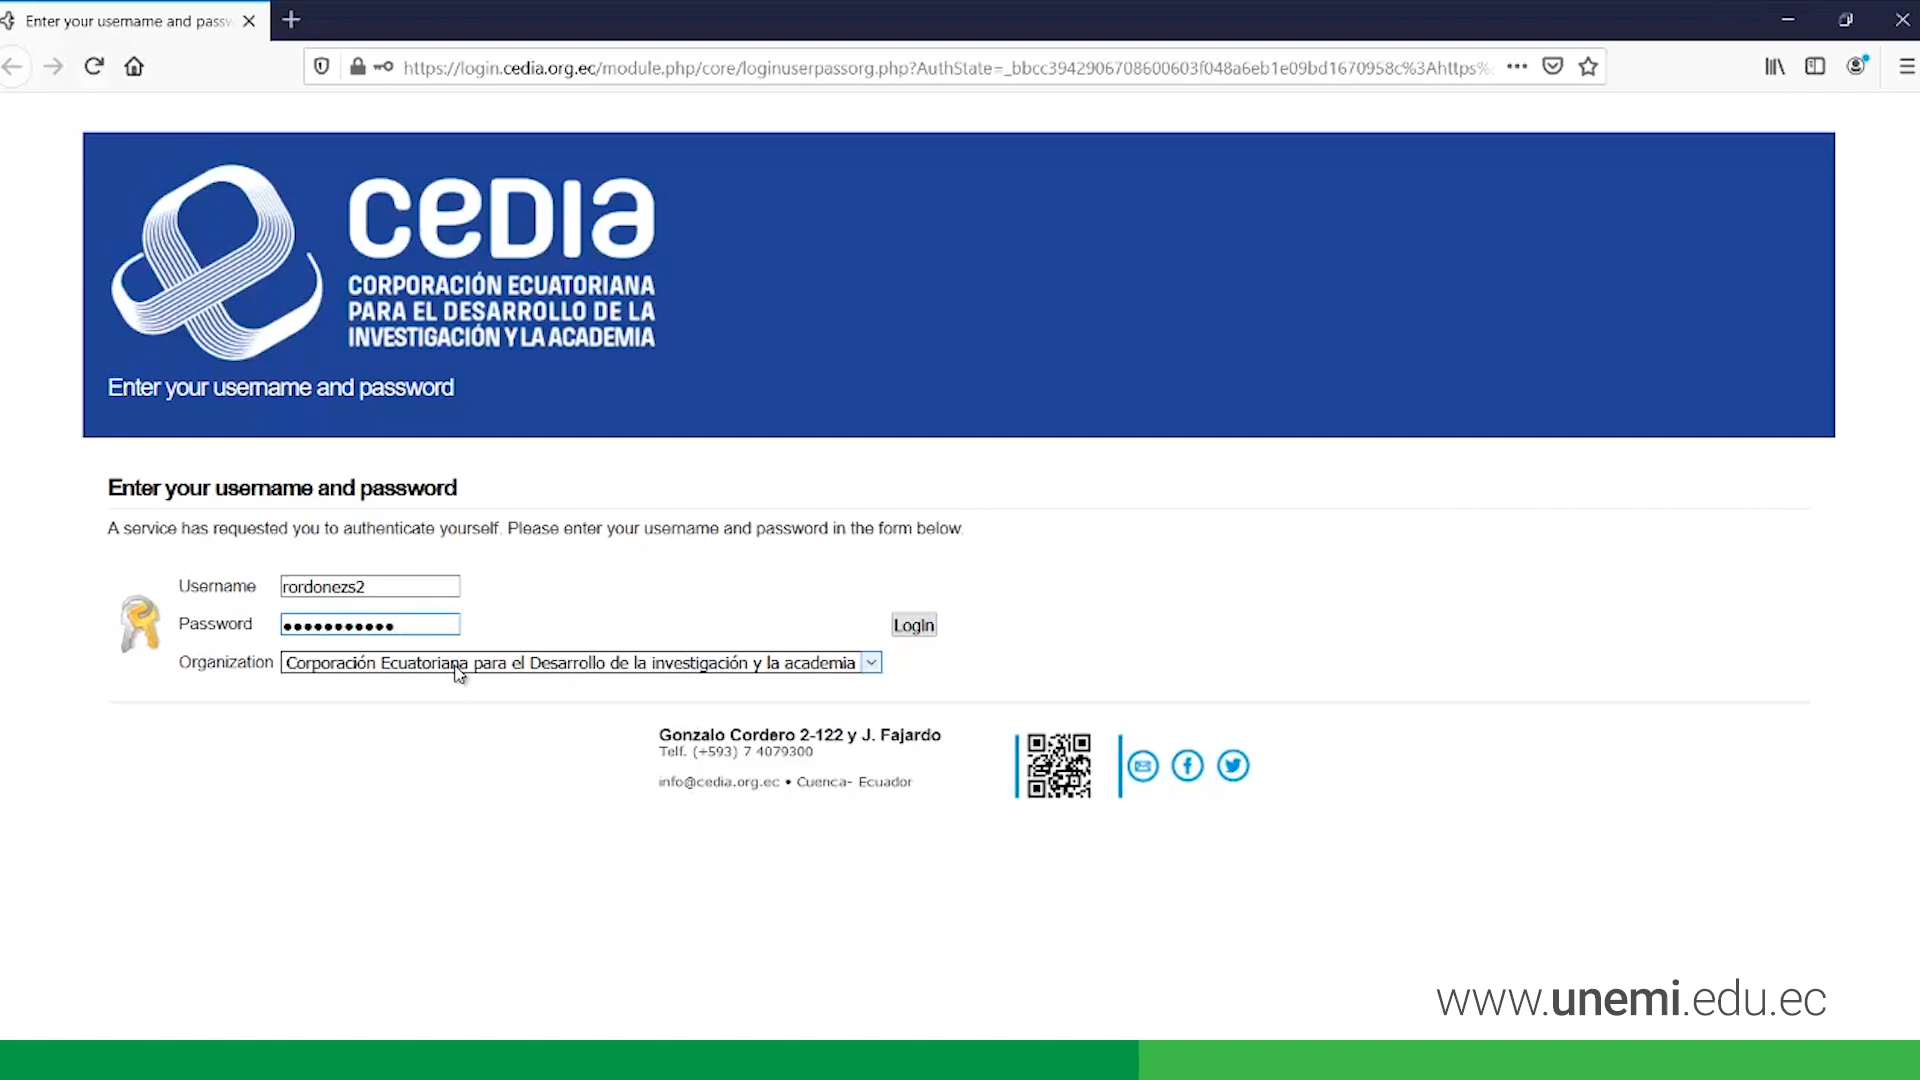 Enter your username and passw
https://login.cedia.org.ec/module.php/core/loginuserpassorg.php?AuthState=_bbcc3942906708600603f048a6eb1e09bd1670958c%3Ahttps%
cedia
CORPORACIÓN ECUATORIANA
PARA EL DESARROLLO DE LA
INVESTIGACIÓN Y LA ACADEMIA
Enter your username and password
Enter your username and password
A service has requested you to authenticate yourself. Please enter your username and password in the form below.
Username rordonezs2
Password •••••••••••
Login
Organization Corporación Ecuatoriana para el Desarrollo de la investigación y la academia
Gonzalo Cordero 2-122 y J. Fajardo
Telf. (+593) 7 4079300
info@cedia.org.ec • Cuenca- Ecuador
www.unemi.edu.ec